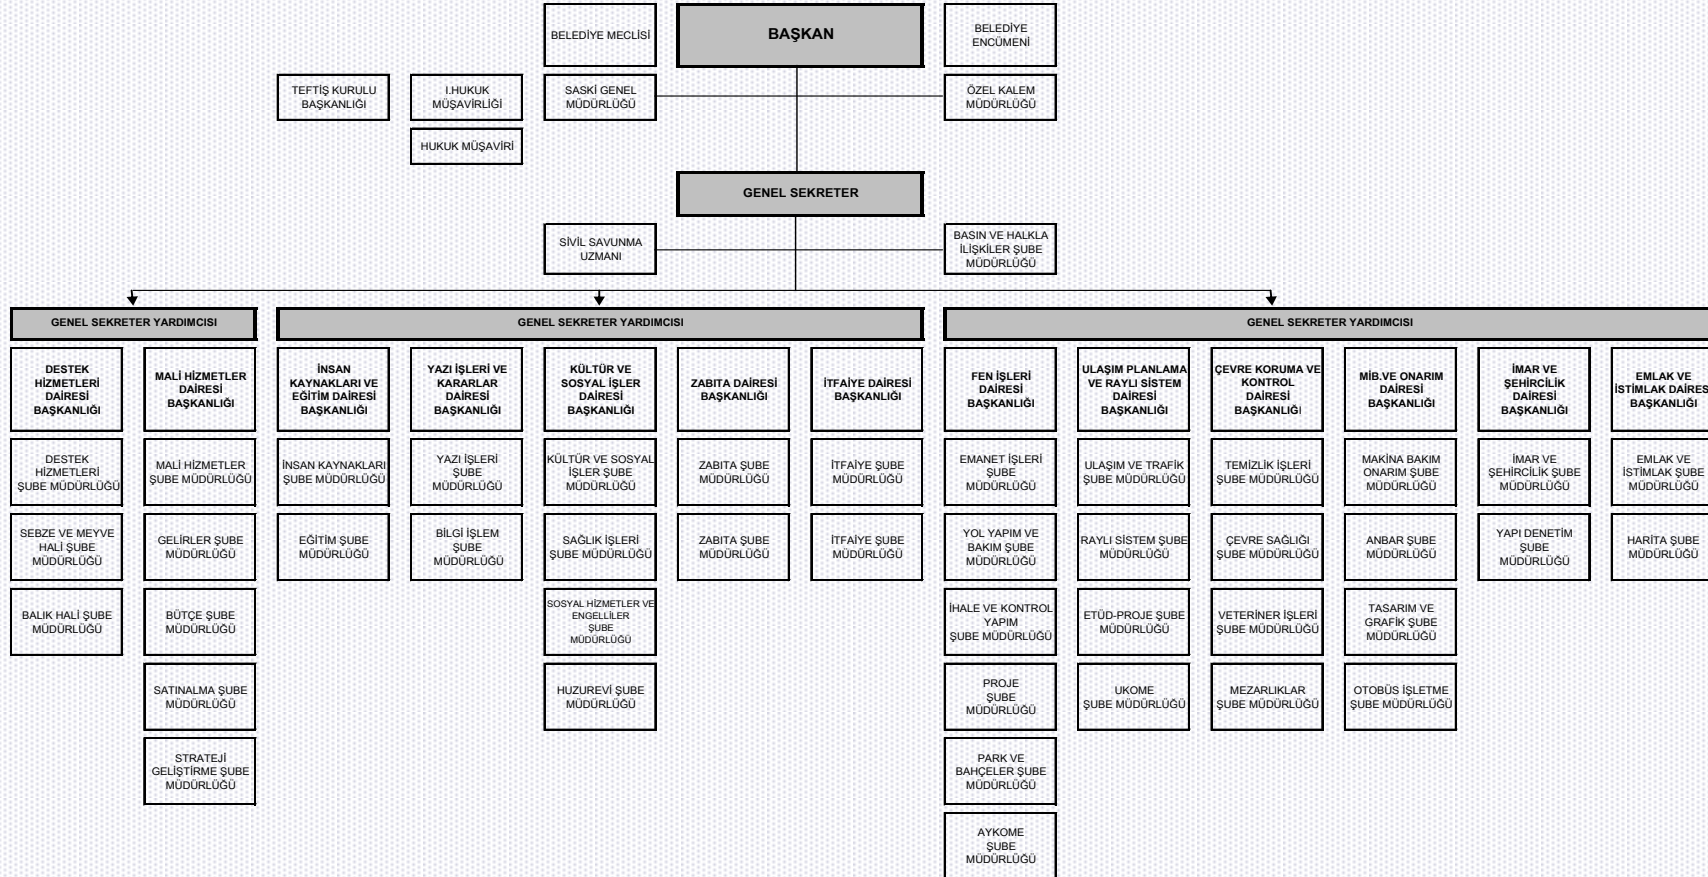 BELEDİYE MECLİSİ
BAŞKAN
BELEDİYE
ENCÜMENİ
TEFTİŞ KURULU
BAŞKANLIĞI
I.HUKUK
MÜŞAVİRLİĞİ
SASKİ GENEL
MÜDÜRLÜĞÜ
ÖZEL KALEM
MÜDÜRLÜĞÜ
HUKUK MÜŞAVİRİ
GENEL SEKRETER
SİVİL SAVUNMA
UZMANI
BASIN VE HALKLA
İLİŞKİLER ŞUBE
MÜDÜRLÜĞÜ
GENEL SEKRETER YARDIMCISI
GENEL SEKRETER YARDIMCISI
GENEL SEKRETER YARDIMCISI
DESTEK
HİZMETLERİ
DAİRESİ
BAŞKANLIĞI
MALİ HİZMETLER
DAİRESİ
BAŞKANLIĞI
İNSAN
KAYNAKLARI VE
EĞİTİM DAİRESİ
BAŞKANLIĞI
YAZI İŞLERİ VE
KARARLAR
DAİRESİ
BAŞKANLIĞI
KÜLTÜR VE
SOSYAL İŞLER
DAİRESİ
BAŞKANLIĞI
ZABITA DAİRESİ
BAŞKANLIĞI
İTFAİYE DAİRESİ
BAŞKANLIĞI
FEN İŞLERİ
DAİRESİ
BAŞKANLIĞI
ULAŞIM PLANLAMA
VE RAYLI SİSTEM
DAİRESİ
BAŞKANLIĞI
ÇEVRE KORUMA VE
KONTROL
DAİRESİ
BAŞKANLIĞI
MİB.VE ONARIM
DAİRESİ
BAŞKANLIĞI
İMAR VE
ŞEHİRCİLİK
DAİRESİ
BAŞKANLIĞI
EMLAK VE
İSTİMLAK DAİRES
BAŞKANLIĞI
DESTEK
HİZMETLERİ
ŞUBE MÜDÜRLÜĞÜ
MALİ HİZMETLER
ŞUBE MÜDÜRLÜĞÜ
İNSAN KAYNAKLARI
ŞUBE MÜDÜRLÜĞÜ
YAZI İŞLERİ
ŞUBE
MÜDÜRLÜĞÜ
KÜLTÜR VE SOSYAL
İŞLER ŞUBE
MÜDÜRLÜĞÜ
ZABITA ŞUBE
MÜDÜRLÜĞÜ
İTFAİYE ŞUBE
MÜDÜRLÜĞÜ
EMANET İŞLERİ
ŞUBE
MÜDÜRLÜĞÜ
ULAŞIM VE TRAFİK
ŞUBE MÜDÜRLÜĞÜ
TEMİZLİK İŞLERİ
ŞUBE MÜDÜRLÜĞÜ
MAKİNA BAKIM
ONARIM ŞUBE
MÜDÜRLÜĞÜ
İMAR VE
ŞEHİRCİLİK ŞUBE
MÜDÜRLÜĞÜ
EMLAK VE
İSTİMLAK ŞUBE
MÜDÜRLÜĞÜ
SEBZE VE MEYVE
HALİ ŞUBE
MÜDÜRLÜĞÜ
GELİRLER ŞUBE
MÜDÜRLÜĞÜ
EĞİTİM ŞUBE
MÜDÜRLÜĞÜ
BİLGİ İŞLEM
ŞUBE
MÜDÜRLÜĞÜ
SAĞLIK İŞLERİ
ŞUBE MÜDÜRLÜĞÜ
ZABITA ŞUBE
MÜDÜRLÜĞÜ
İTFAİYE ŞUBE
MÜDÜRLÜĞÜ
YOL YAPIM VE
BAKIM ŞUBE
MÜDÜRLÜĞÜ
RAYLI SİSTEM ŞUBE
MÜDÜRLÜĞÜ
ÇEVRE SAĞLIĞI
ŞUBE MÜDÜRLÜĞÜ
ANBAR ŞUBE
MÜDÜRLÜĞÜ
YAPI DENETİM
ŞUBE
MÜDÜRLÜĞÜ
HARİTA ŞUBE
MÜDÜRLÜĞÜ
BALIK HALİ ŞUBE
MÜDÜRLÜĞÜ
BÜTÇE ŞUBE
MÜDÜRLÜĞÜ
SOSYAL HİZMETLER VE
ENGELLİLER
ŞUBE
MÜDÜRLÜĞÜ
İHALE VE KONTROL
YAPIM
ŞUBE MÜDÜRLÜĞÜ
ETÜD-PROJE ŞUBE
MÜDÜRLÜĞÜ
VETERİNER İŞLERİ
ŞUBE MÜDÜRLÜĞÜ
TASARIM VE
GRAFİK ŞUBE
MÜDÜRLÜĞÜ
SATINALMA ŞUBE
MÜDÜRLÜĞÜ
HUZUREVİ ŞUBE
MÜDÜRLÜĞÜ
PROJE
ŞUBE
MÜDÜRLÜĞÜ
UKOME
ŞUBE MÜDÜRLÜĞÜ
MEZARLIKLAR
ŞUBE MÜDÜRLÜĞÜ
OTOBÜS İŞLETME
ŞUBE MÜDÜRLÜĞÜ
STRATEJİ
GELİŞTİRME ŞUBE
MÜDÜRLÜĞÜ
PARK VE
BAHÇELER ŞUBE
MÜDÜRLÜĞÜ
AYKOME
ŞUBE
MÜDÜRLÜĞÜ